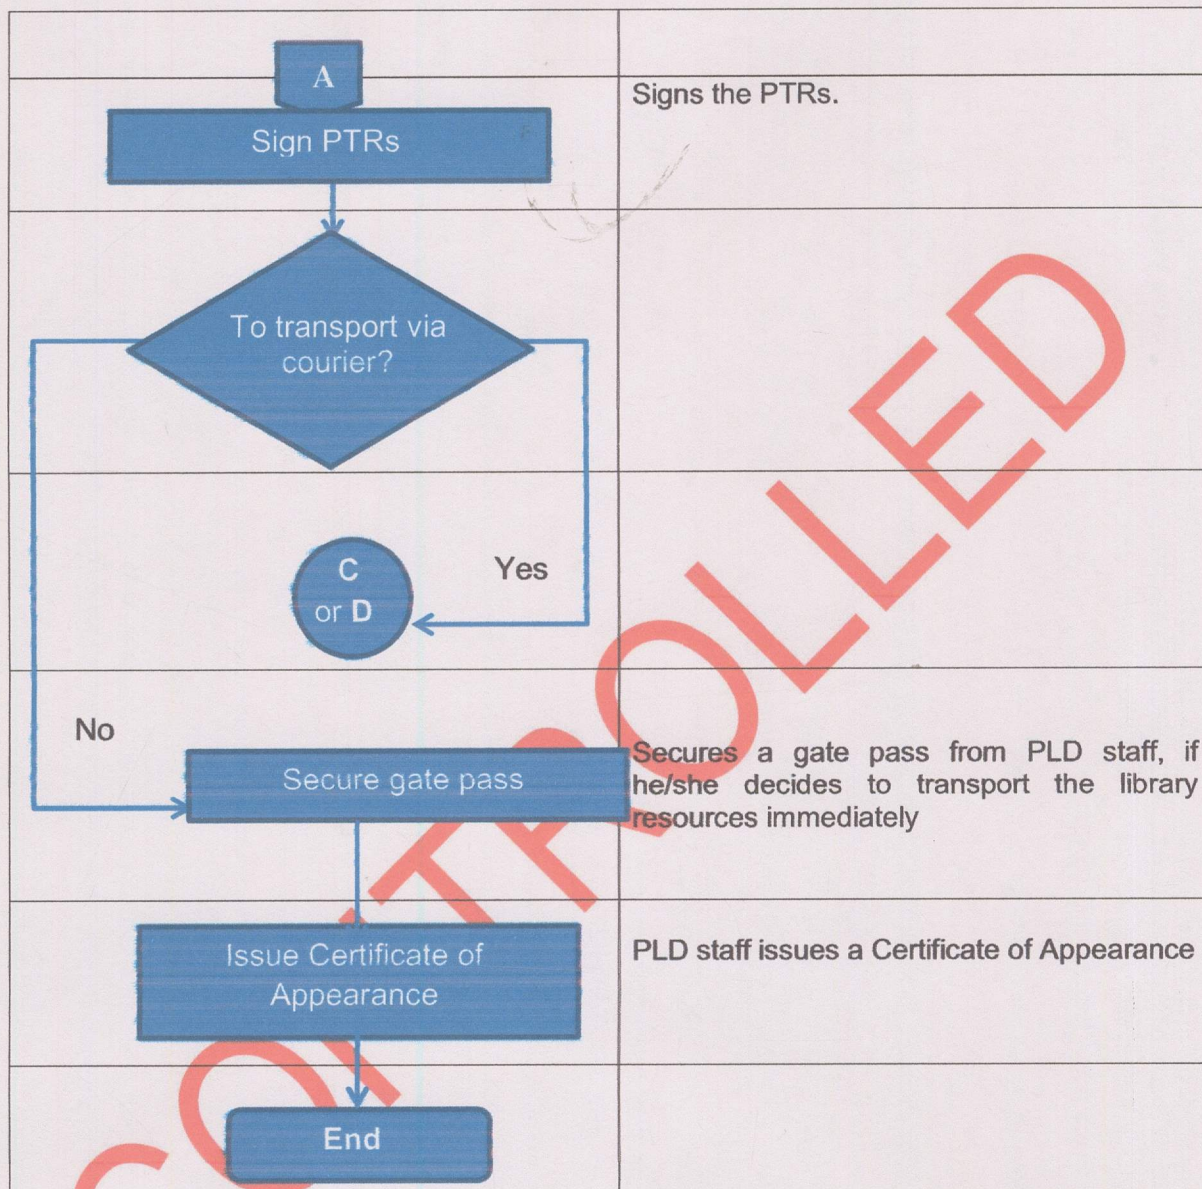 A
Sign PTRs
Signs the PTRs.
To transport via
courier?
C
or D
Yes
No
Secure gate pass
Secures a gate pass from PLD staff, if
he/she decides to transport the library
resources immediately
Issue Certificate of
Appearance
PLD staff issues a Certificate of Appearance
End
CONTROLLED